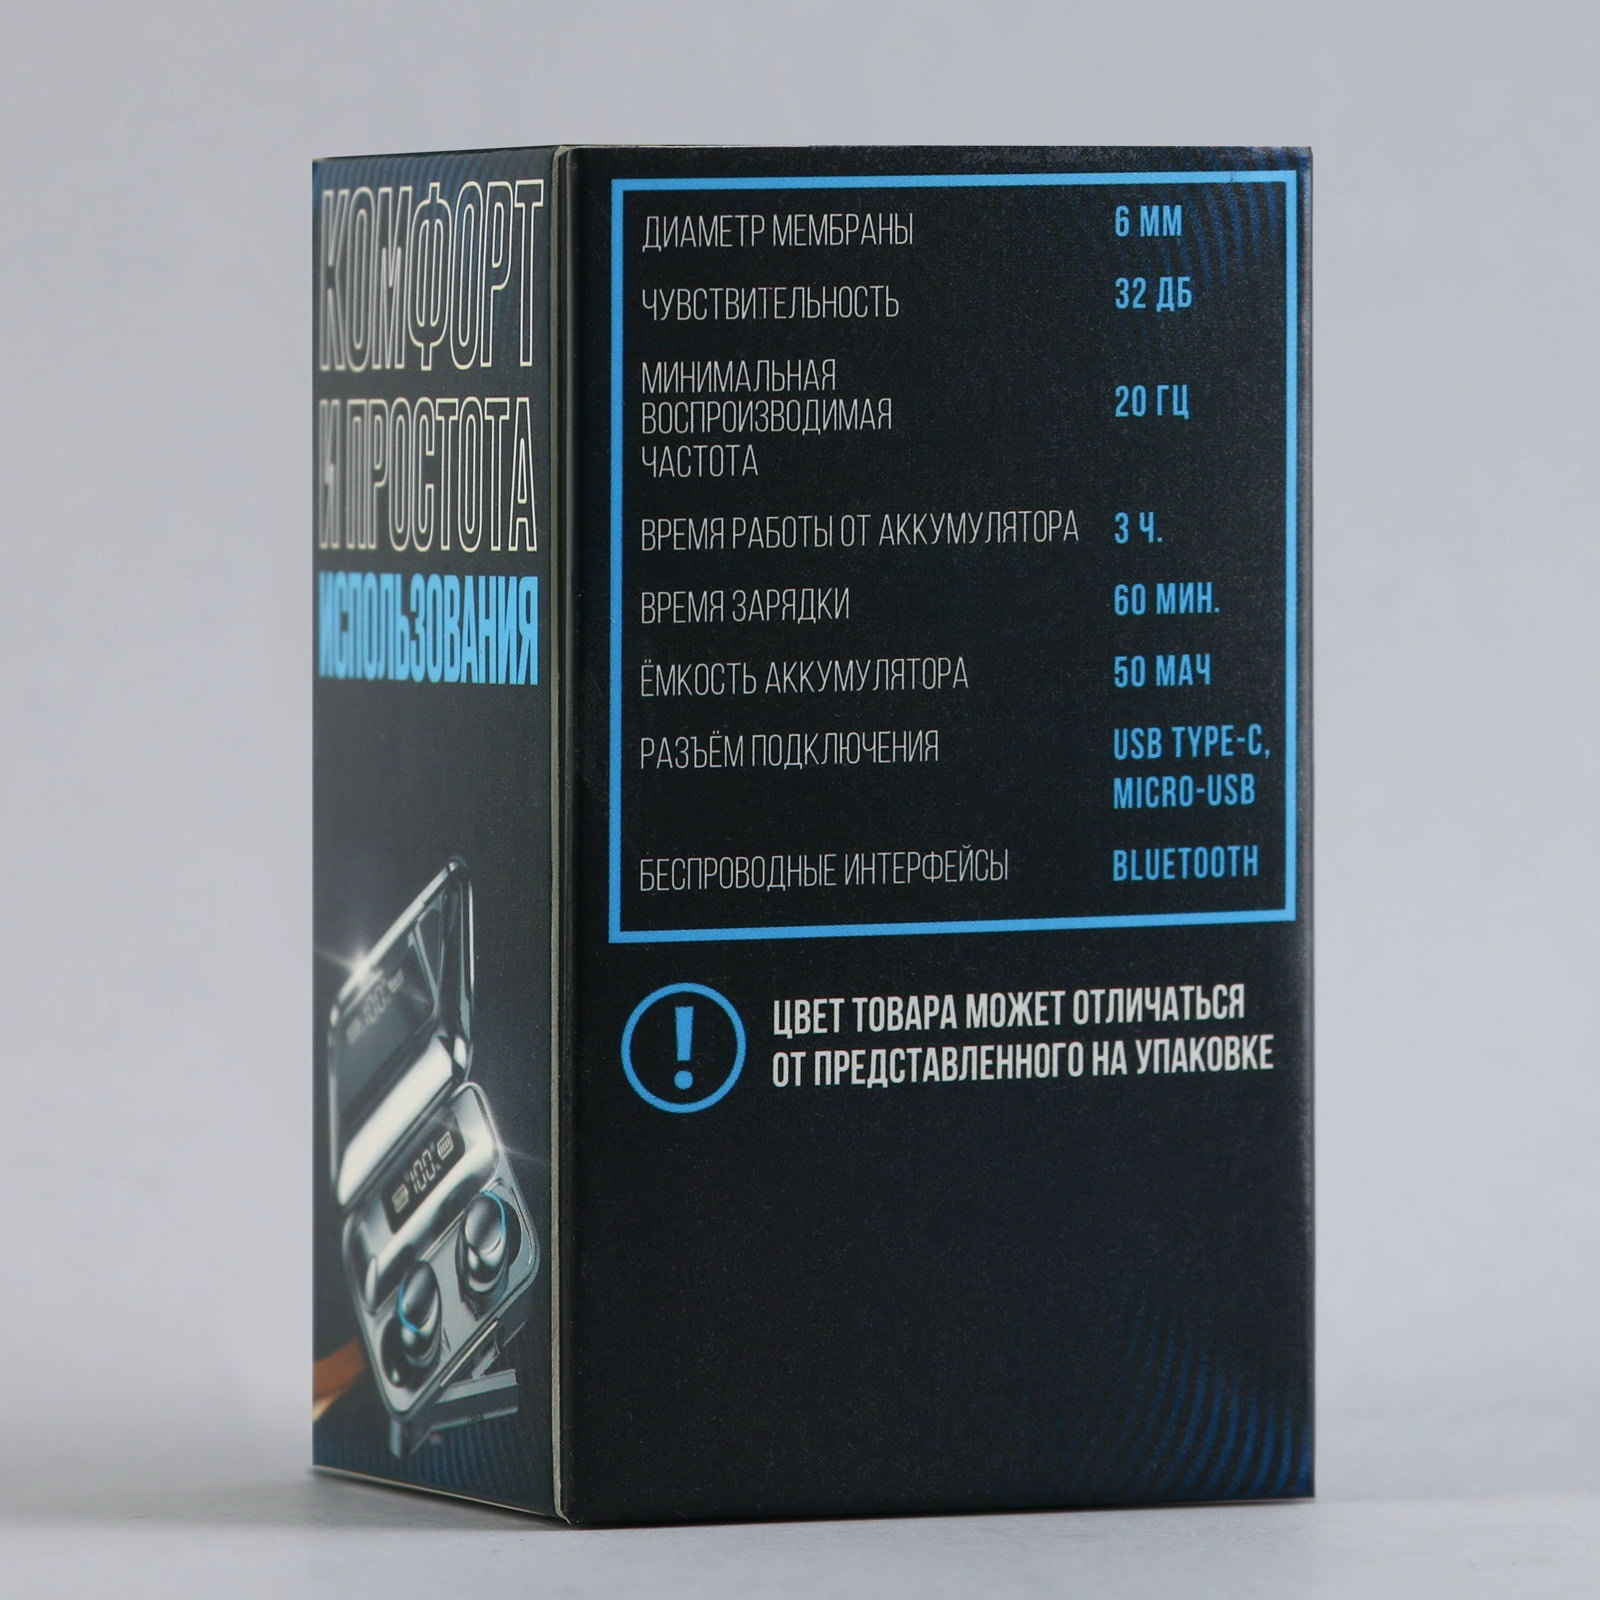 КОМФОРТ
И ПРОСТОТА
ИСПОЛЬЗОВАНИЯ
100
100
ДИАМЕТР МЕМБРАНЫ 6 ММ
ЧУВСТВИТЕЛЬНОСТЬ 32 ДБ
МИНИМАЛЬНАЯ
ВОСПРОИЗВОДИМАЯ 20 ГЦ
ЧАСТОТА
ВРЕМЯ РАБОТЫ ОТ АККУМУЛЯТОРА 3 Ч.
ВРЕМЯ ЗАРЯДКИ 60 МИН.
ЁМКОСТЬ АККУМУЛЯТОРА 50 МАЧ
РАЗЪЁМ ПОДКЛЮЧЕНИЯ USB TYPE-C,
MICRO-USB
БЕСПРОВОДНЫЕ ИНТЕРФЕЙСЫ BLUETOOTH
! ЦВЕТ ТОВАРА МОЖЕТ ОТЛИЧАТЬСЯ
ОТ ПРЕДСТАВЛЕННОГО НА УПАКОВКЕ